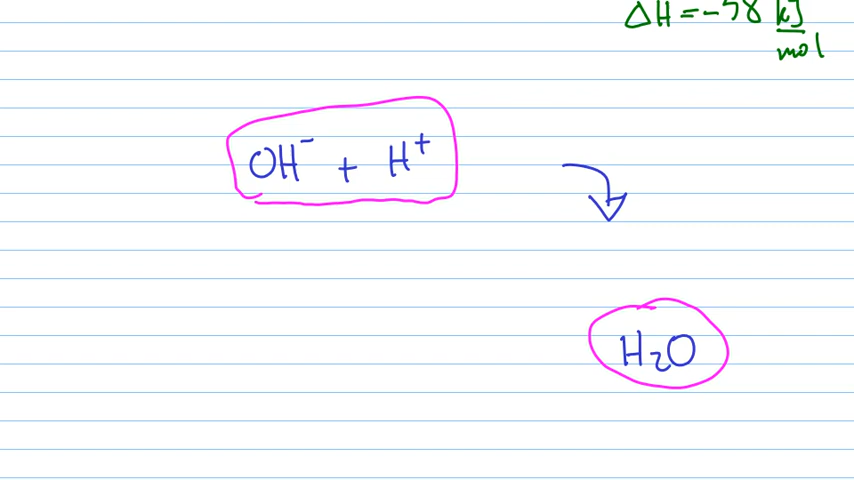 ΔH = -58 kJ
mol
OH⁻ + H⁺
H₂O